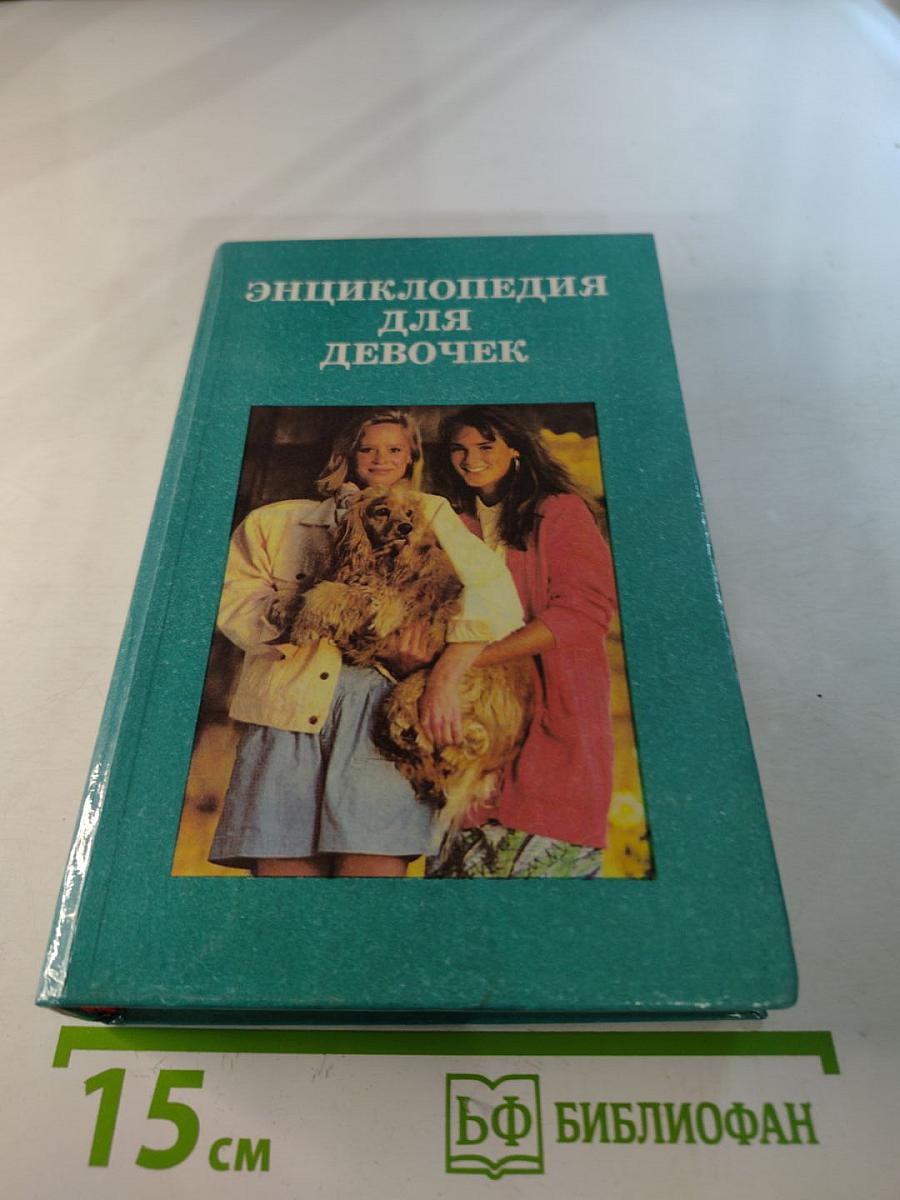 ЭНЦИКЛОПЕДИЯ
ДЛЯ
ДЕВОЧЕК
15 см
БФ БИБЛИОФАН